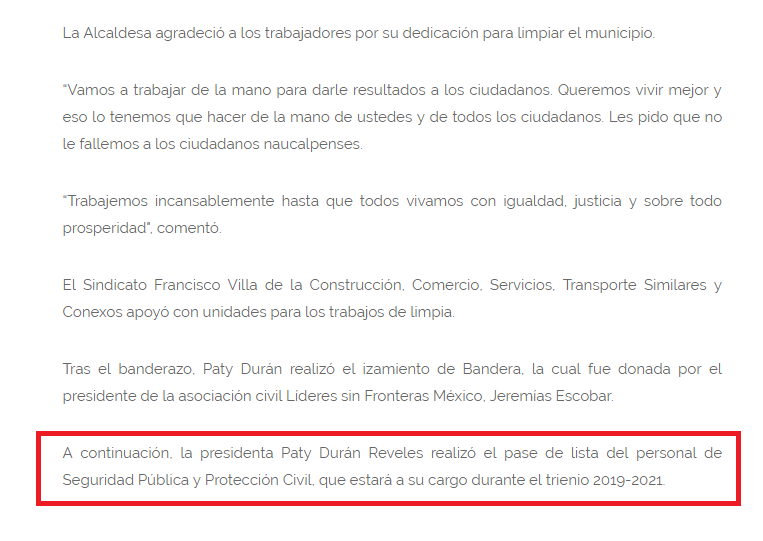 La Alcaldesa agradeció a los trabajadores por su dedicación para limpiar el municipio.
“Vamos a trabajar de la mano para darle resultados a los ciudadanos. Queremos vivir mejor y
eso lo tenemos que hacer de la mano de ustedes y de todos los ciudadanos. Les pido que no
le fallemos a los ciudadanos naucalpenses.
“Trabajemos incansablemente hasta que todos vivamos con igualdad, justicia y sobre todo
prosperidad”, comentó.
El Sindicato Francisco Villa de la Construcción, Comercio, Servicios, Transporte Similares y
Conexos apoyó con unidades para los trabajos de limpia.
Tras el banderazo, Paty Durán realizó el izamiento de Bandera, la cual fue donada por el
presidente de la asociación civil Líderes sin Fronteras México, Jeremías Escobar.
A continuación, la presidenta Paty Durán Reveles realizó el pase de lista del personal de
Seguridad Pública y Protección Civil, que estará a su cargo durante el trienio 2019-2021.